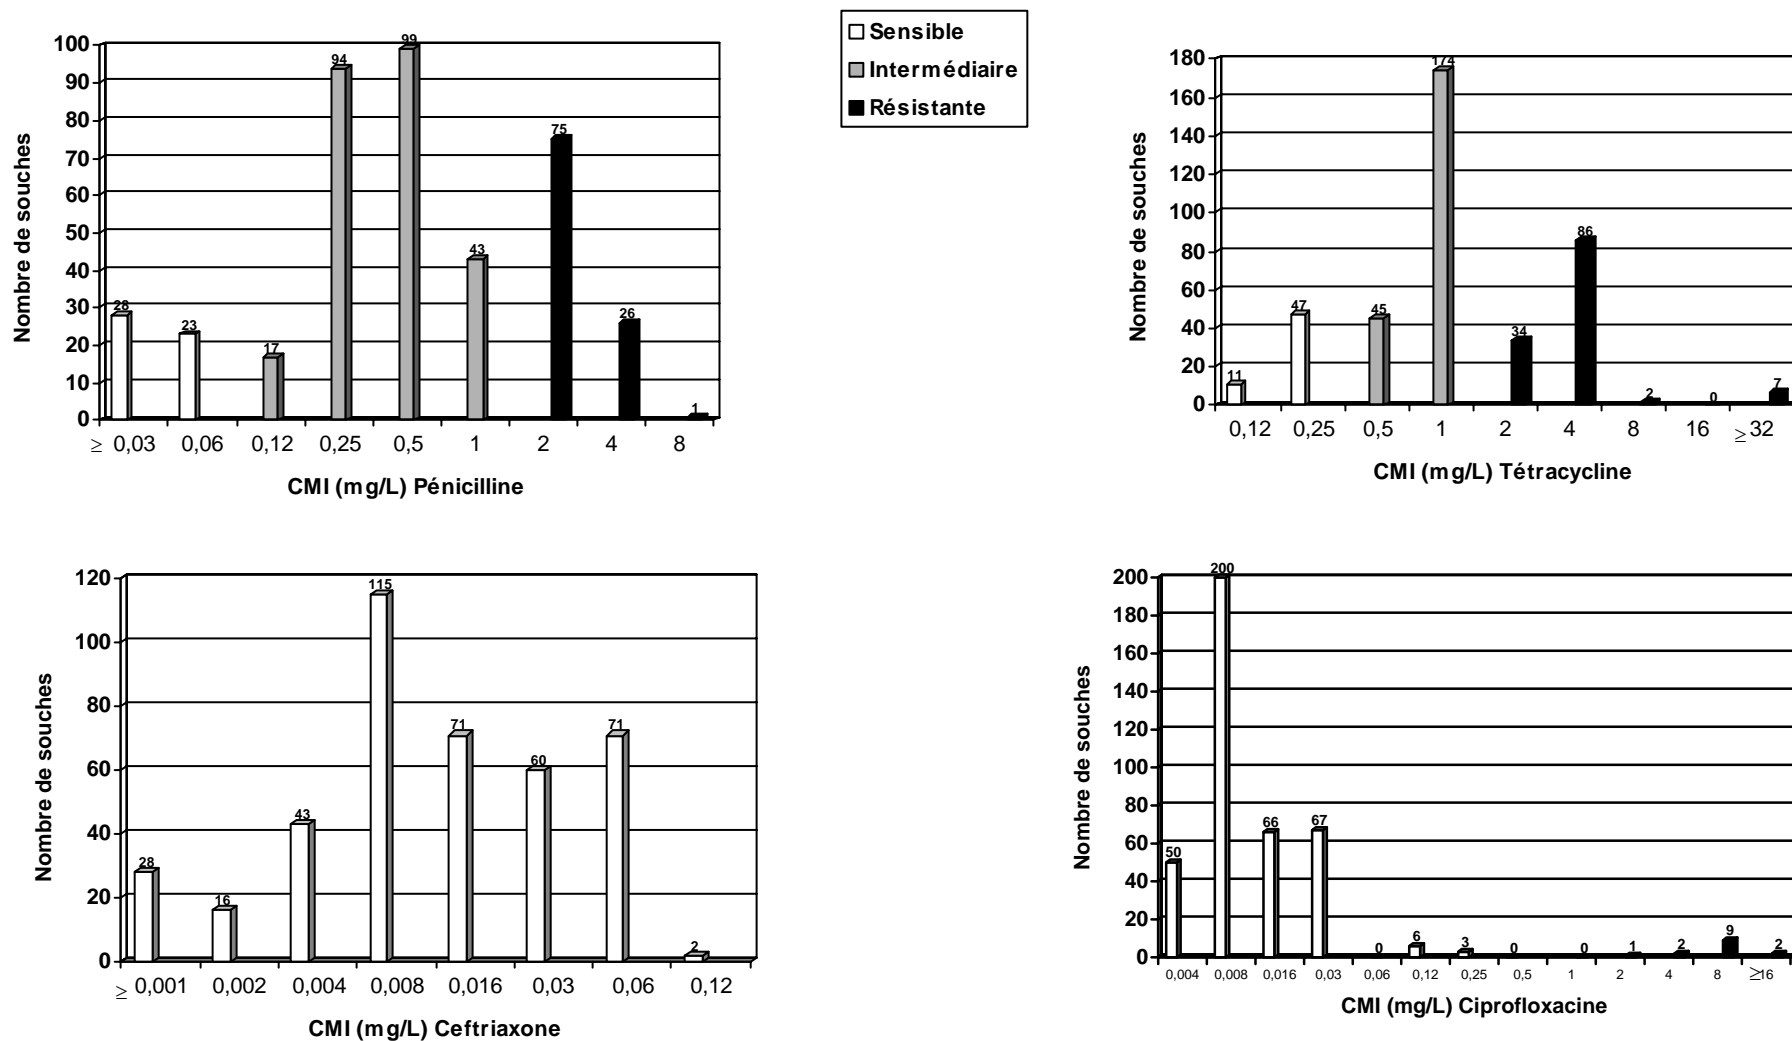 Sensible
Intermédiaire
Résistante
Nombre de souches
100
90
80
70
60
50
40
30
20
10
0
28 23 17 94 99 43 75 26 1
≥ 0,03 0,06 0,12 0,25 0,5 1 2 4 8
CMI (mg/L) Pénicilline
Nombre de souches
180
160
140
120
100
80
60
40
20
0
11 47 45 174 34 86 2 0 7
0,12 0,25 0,5 1 2 4 8 16 ≥ 32
CMI (mg/L) Tétracycline
Nombre de souches
120
100
80
60
40
20
0
28 16 43 115 71 60 71 2
≥ 0,001 0,002 0,004 0,008 0,016 0,03 0,06 0,12
CMI (mg/L) Ceftriaxone
Nombre de souches
200
180
160
140
120
100
80
60
40
20
0
50 200 66 67 0 6 3 0 0 1 2 9 2
0,004 0,008 0,016 0,03 0,06 0,12 0,25 0,5 1 2 4 8 ≥16
CMI (mg/L) Ciprofloxacine